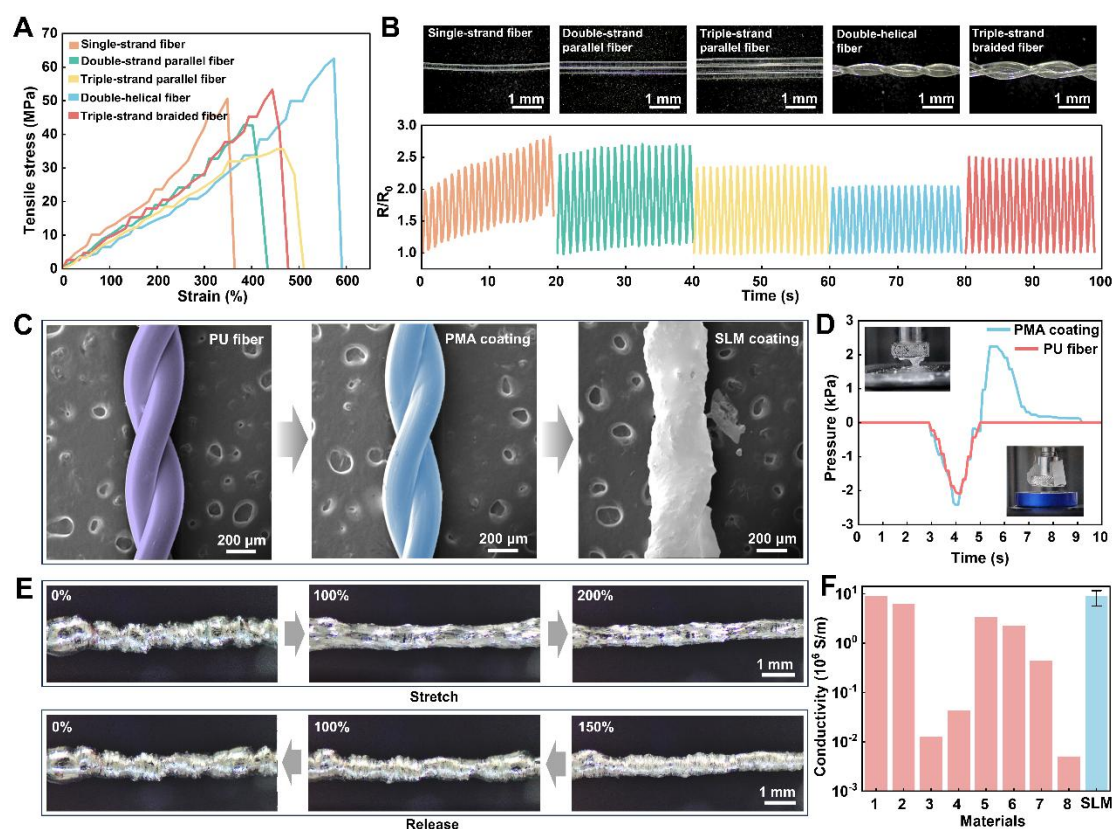 A
Tensile stress (MPa)
70
60
50
40
30
20
10
0
Single-strand fiber
Double-strand parallel fiber
Triple-strand parallel fiber
Double-helical fiber
Triple-strand braided fiber
0 100 200 300 400 500 600
Strain (%)
B
Single-strand fiber
1 mm
Double-strand
parallel fiber
1 mm
Triple-strand
parallel fiber
1 mm
Double-helical
fiber
1 mm
Triple-strand
braided fiber
1 mm
R/R0
3.0
2.5
2.0
1.5
1.0
0 20 40 60 80 100
Time (s)
C
PU fiber
200 μm
PMA coating
200 μm
SLM coating
200 μm
D
Pressure (kPa)
3
2
1
0
-1
-2
-3
PMA coating
PU fiber
0 1 2 3 4 5 6 7 8 9 10
Time (s)
E
0%
100%
200%
1 mm
Stretch
0%
100%
150%
1 mm
Release
F
Conductivity (10⁶ S/m)
10¹
10⁰
10⁻¹
10⁻²
10⁻³
1 2 3 4 5 6 7 8 SLM
Materials